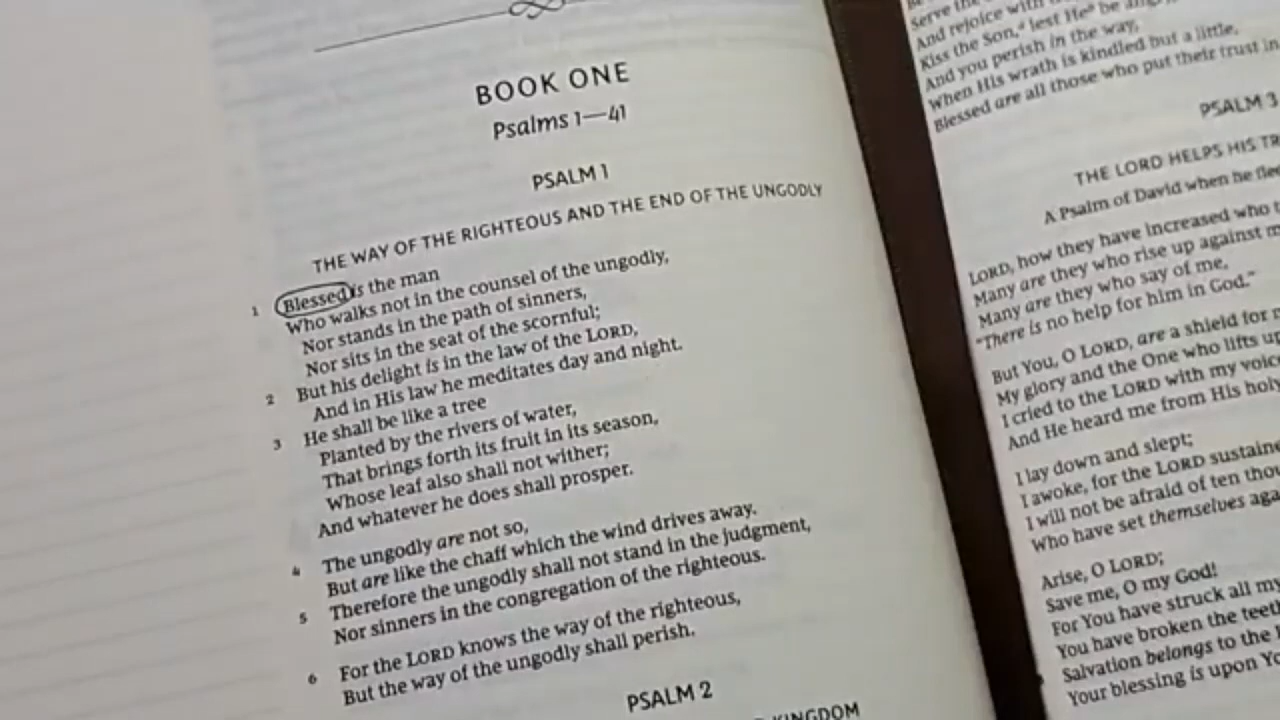 BOOK ONE
Psalms 1—41
PSALM 1
THE WAY OF THE RIGHTEOUS AND THE END OF THE UNGODLY
1 Blessed is the man
Who walks not in the counsel of the ungodly,
Nor stands in the path of sinners,
Nor sits in the seat of the scornful;
2 But his delight is in the law of the LORD,
And in His law he meditates day and night.
3 He shall be like a tree
Planted by the rivers of water,
That brings forth its fruit in its season,
Whose leaf also shall not wither;
And whatever he does shall prosper.
4 The ungodly are not so,
But are like the chaff which the wind drives away.
5 Therefore the ungodly shall not stand in the judgment,
Nor sinners in the congregation of the righteous.
6 For the LORD knows the way of the righteous,
But the way of the ungodly shall perish.
PSALM 2
KINGDOM
Serve the
And rejoice with
Kiss the Son, lest He be
And you perish in the way,
When His wrath is kindled but a little.
Blessed are all those who put their trust in
PSALM 3
THE LORD HELPS HIS TR
A Psalm of David when he flee
LORD, how they have increased who
Many are they who rise up against m
Many are they who say of me,
“There is no help for him in God.”
But You, O LORD, are a shield for
My glory and the One who lifts up
I cried to the LORD with my voic
And He heard me from His holy
I lay down and slept;
I awoke, for the LORD sustaine
I will not be afraid of ten thou
Who have set themselves aga
Arise, O LORD;
Save me, O my God!
For You have struck all my
You have broken the teet
Salvation belongs to the
Your blessing is upon Yo